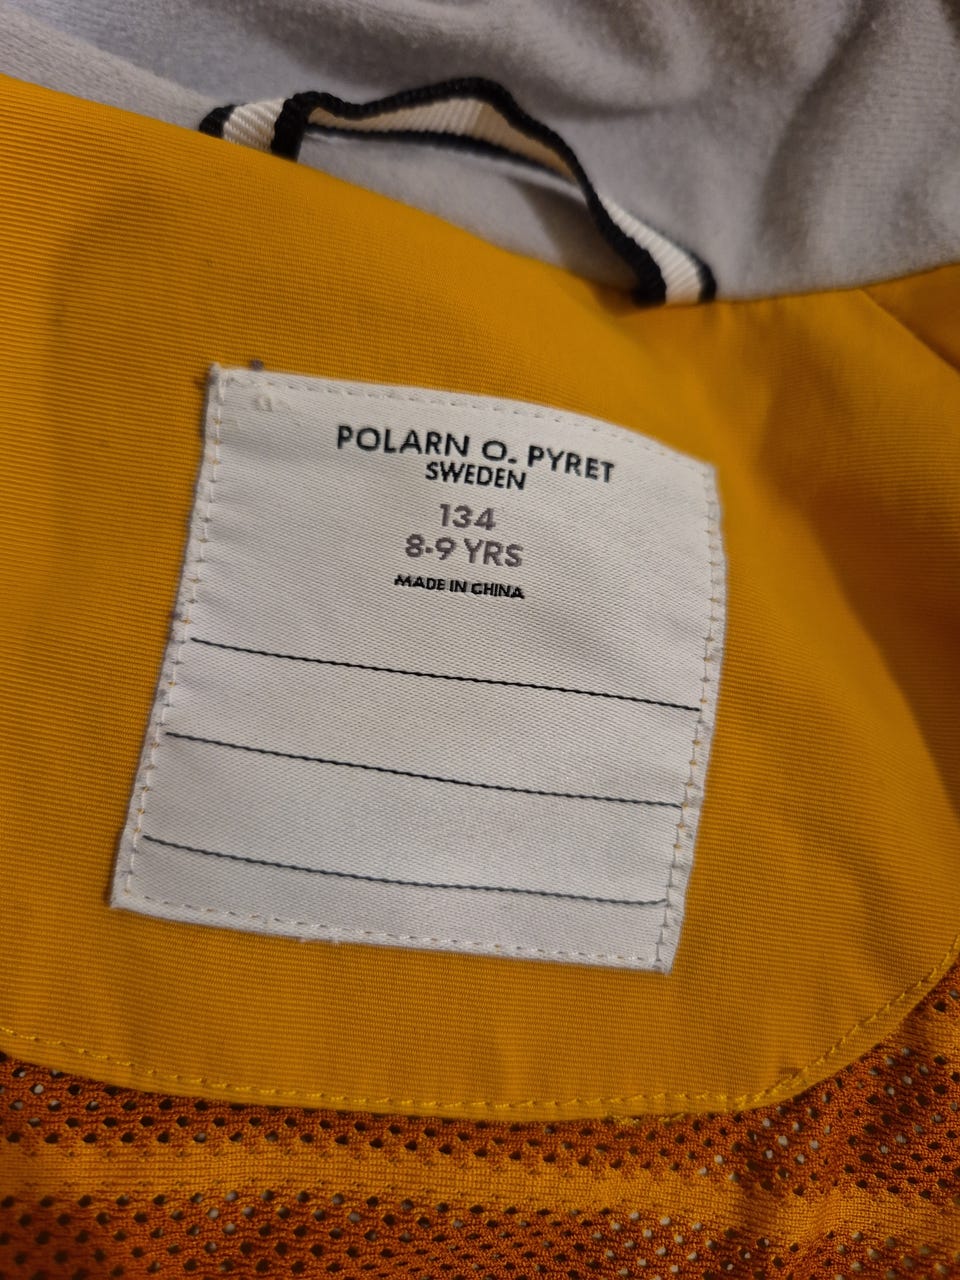 POLARN O. PYRET
SWEDEN
134
8-9 YRS
MADE IN CHINA